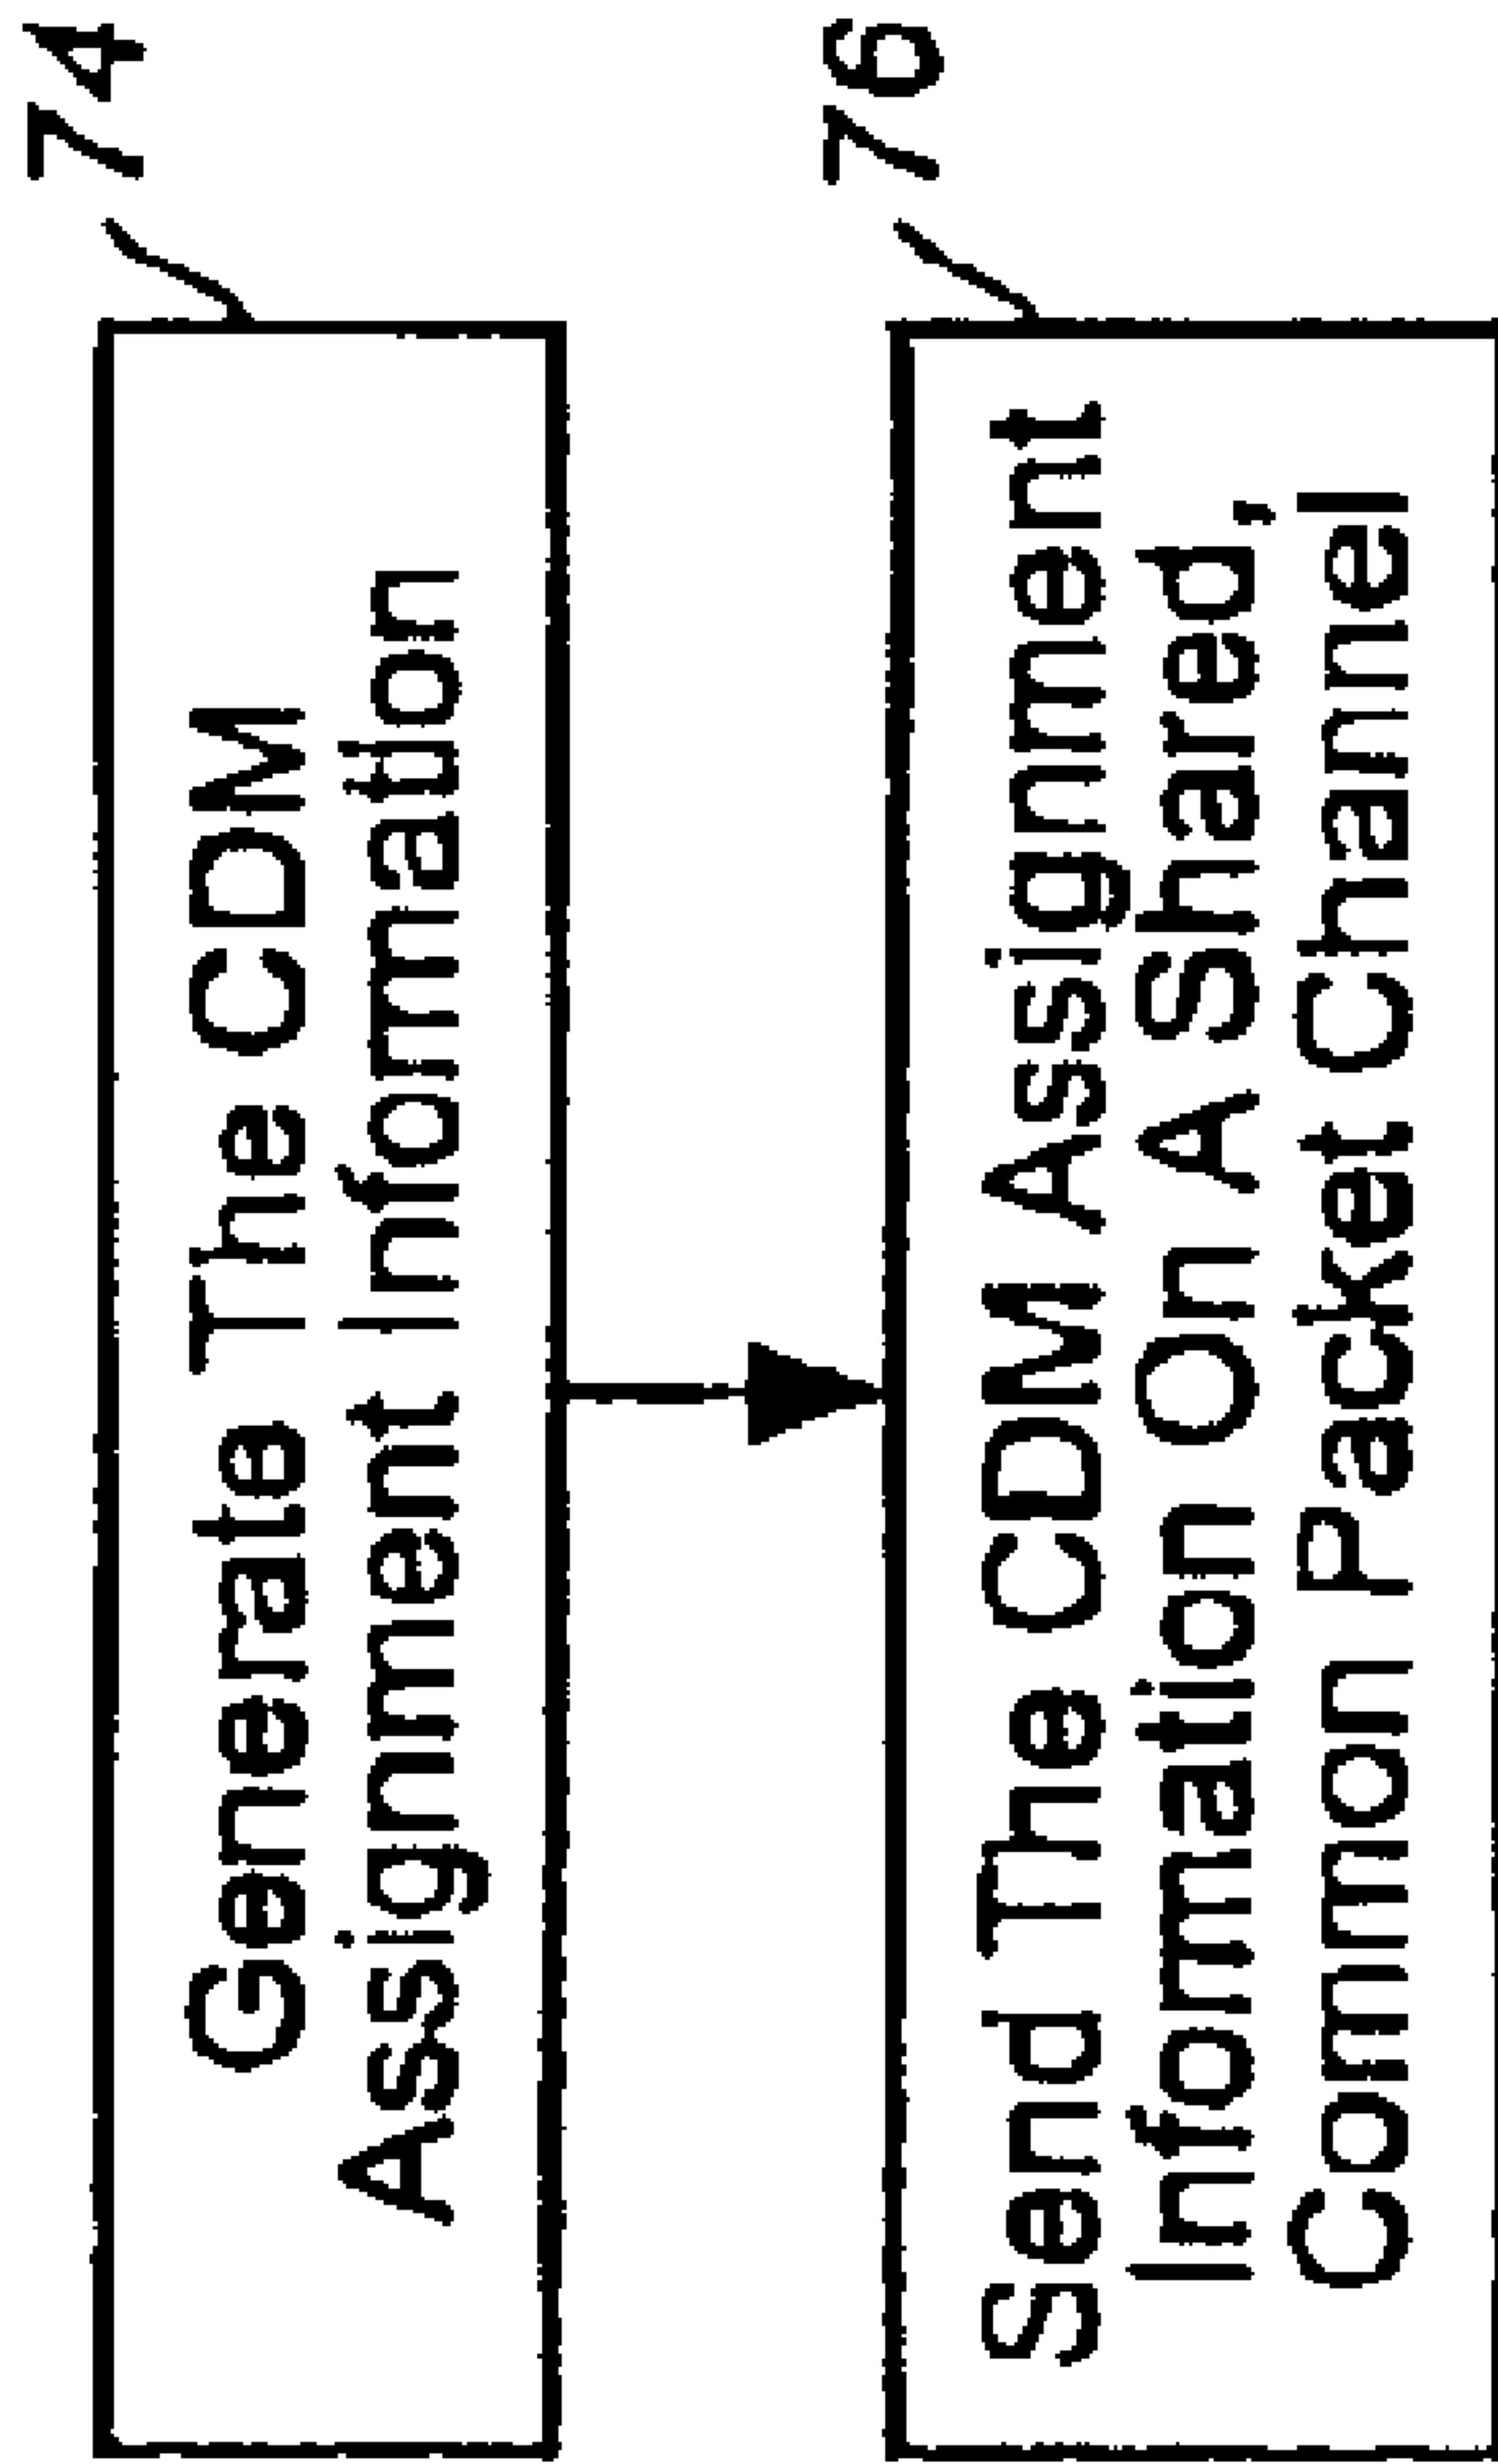 74
Generate The CDM
Assignment Information
76
Send The CDM Assignment
Information On A Shared,
Common Packet Channel